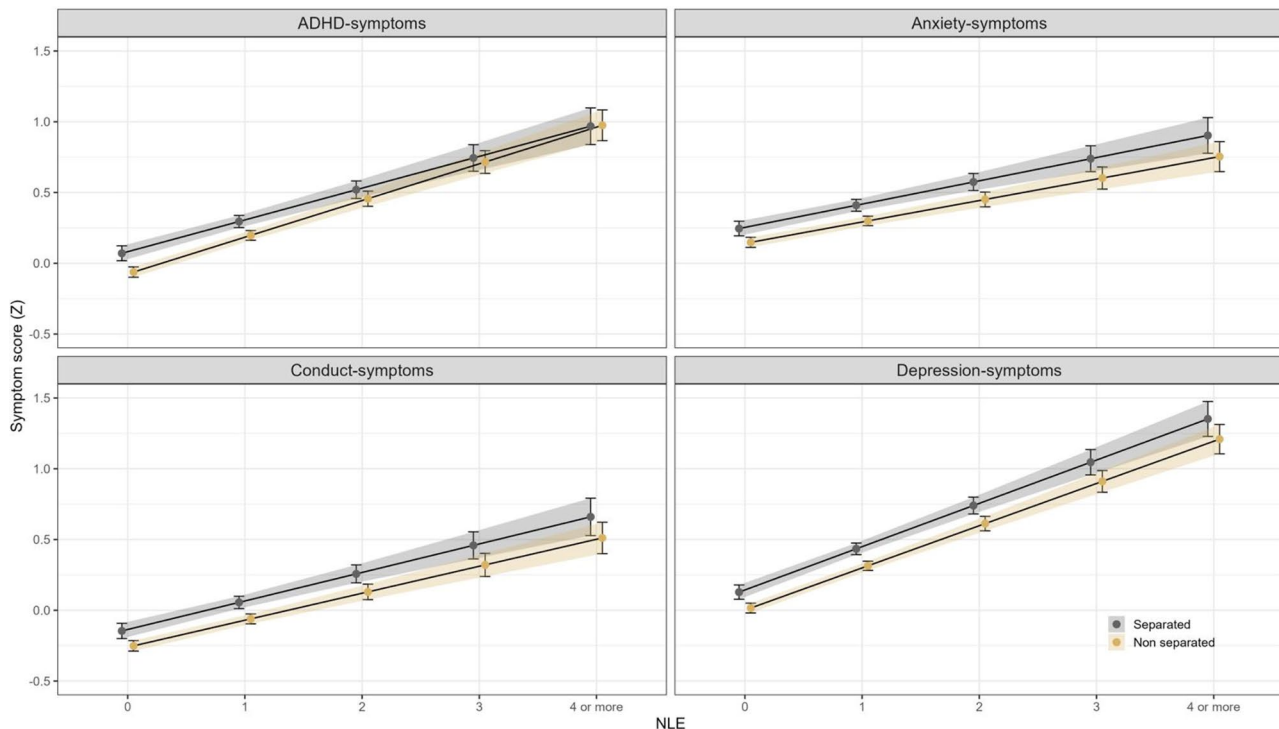 ADHD-symptoms
Anxiety-symptoms
1.5
1.0
0.5
0.0
-0.5
Conduct-symptoms
Depression-symptoms
1.5
1.0
0.5
0.0
-0.5
Symptom score (Z)
Separated
Non separated
0 1 2 3 4 or more
0 1 2 3 4 or more
NLE